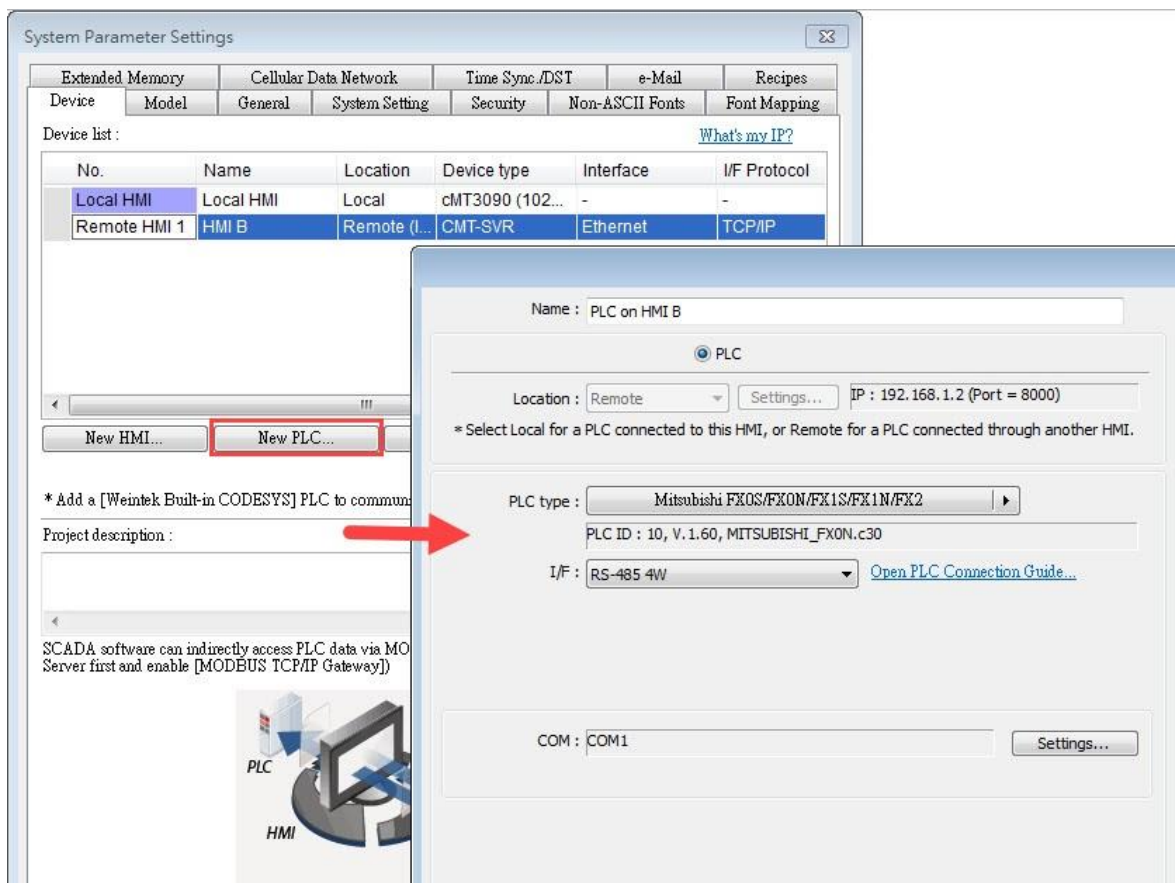 System Parameter Settings
Extended Memory Cellular Data Network Time Sync./DST e-Mail Recipes
Device Model General System Setting Security Non-ASCII Fonts Font Mapping
Device list : What's my IP?
No. Name Location Device type Interface I/F Protocol
Local HMI Local HMI Local cMT3090 (102... - -
Remote HMI 1 HMI B Remote (I... CMT-SVR Ethernet TCP/IP
New HMI... New PLC...
* Add a [Weintek Built-in CODESYS] PLC to commun
Project description :
SCADA software can indirectly access PLC data via MO
Server first and enable [MODBUS TCP/IP Gateway])
PLC
HMI
Name : PLC on HMI B
PLC
Location : Remote Settings... IP : 192.168.1.2 (Port = 8000)
* Select Local for a PLC connected to this HMI, or Remote for a PLC connected through another HMI.
PLC type : Mitsubishi FX0S/FX0N/FX1S/FX1N/FX2
PLC ID : 10, V.1.60, MITSUBISHI_FX0N.c30
I/F : RS-485 4W Open PLC Connection Guide...
COM : COM1 Settings...